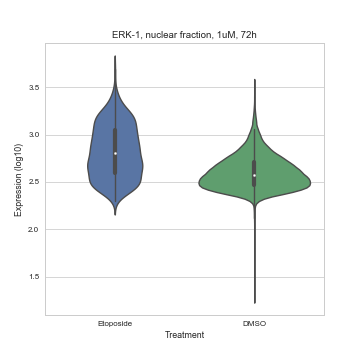 ERK-1, nuclear fraction, 1uM, 72h
Expression (log10)
3.5
3.0
2.5
2.0
1.5
Etoposide
DMSO
Treatment